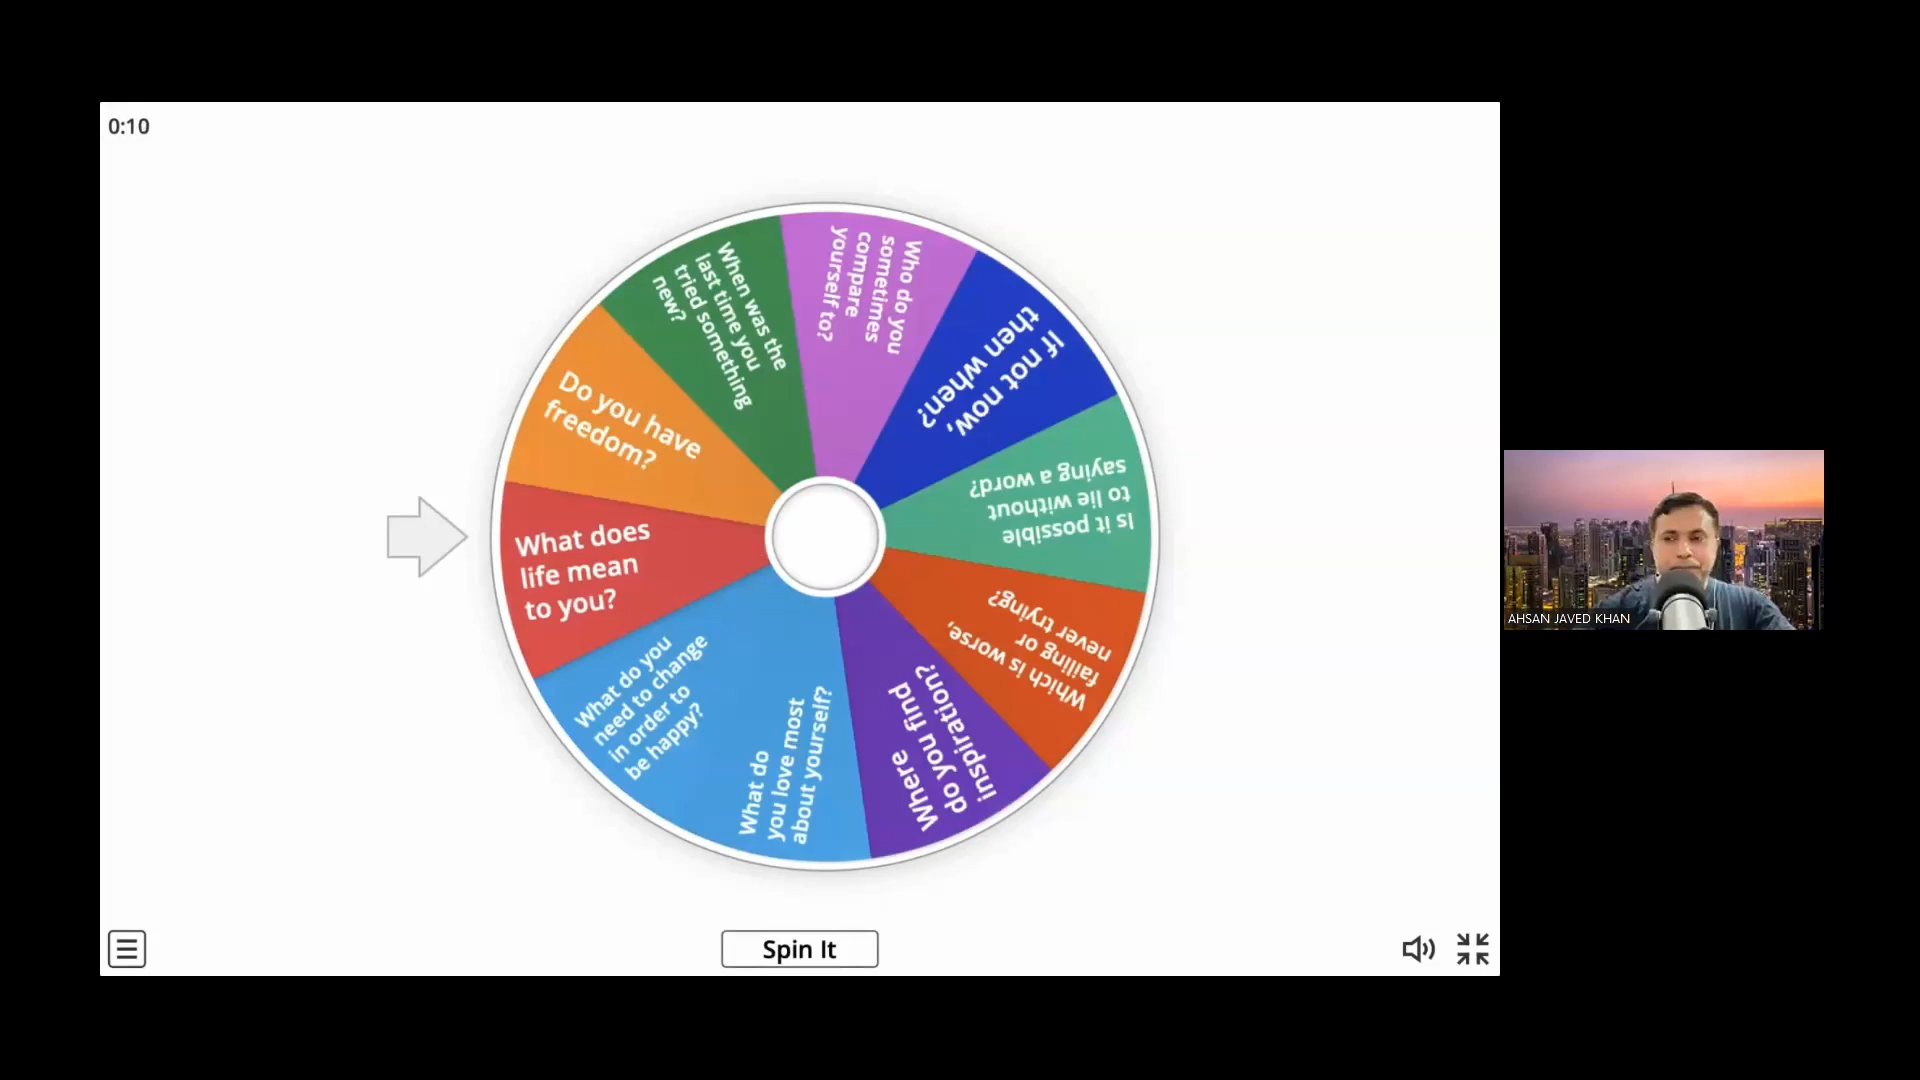 0:10
Who do you
sometimes
compare
yourself to?
If not now,
then when?
Is it possible
to lie without
saying a word?
Which is worse,
failing or
never trying?
Where
do you find
inspiration?
What do
you love most
about yourself?
What do you
need to change
in order to
be happy?
What does
life mean
to you?
Do you have
freedom?
When was the
last time you
tried something
new?
Spin It
AHSAN JAVED KHAN